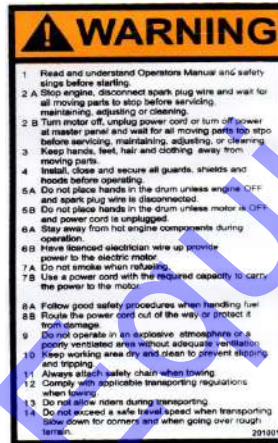 WARNING
1 Read and understand Operators Manual and safety
sings before starting.
2 A Stop engine, disconnect spark plug wire and wait for
all moving parts to stop before servicing,
maintaining, adjusting or cleaning.
2 B Turn motor off, unplug power cord or turn off power
at master panel and wait for all moving parts to stpo
before servicing, maintaining, adjusting, or cleaning
3 Keep hands, feet, hair and clothing away from
moving parts.
4 Install, close and secure all guards, shields and
hoods before operating.
5A Do not place hands in the drum unless engine OFF
and spark plug wire is disconnected.
5B Do not place hands in the drum unless motor is OFF
and power cord is unplugged.
6A Stay away from hot engine components during
operation.
6B Have licenced electrician wire up provide
power to the electric motor.
7A Do not smoke when refueling.
7B Use a power cord with the required capacity to carry
the power to the motor.
8A Follow good safety procedures when handling fuel
8B Route the power cord out of the way or protect it
from damage.
9 Do not operate in an explosive atmosphere or a
poorly ventilated area without adequate ventilation
10 Keep working area dry and clean to prevent slipping
and tripping.
11 Always attach safety chain when towing.
12 Comply with applicable transporting regulations
when towing.
13 Do not allow riders during transporting
14 Do not exceed a safe travel speed when transporting
Slow down for corners and when going over rough
terrain.